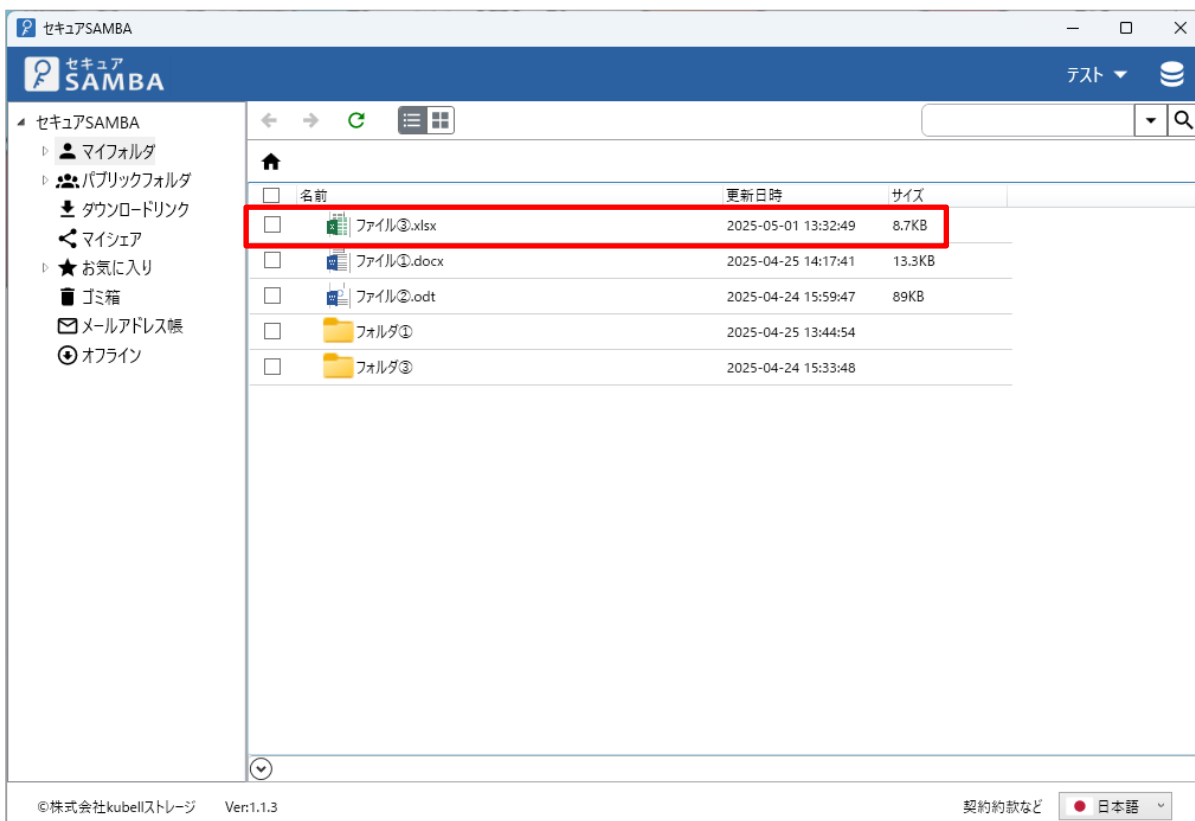 セキュアSAMBA
セキュア
SAMBA
テスト
セキュアSAMBA
マイフォルダ
パブリックフォルダ
ダウンロードリンク
マイシェア
お気に入り
ゴミ箱
メールアドレス帳
オフライン
名前 更新日時 サイズ
ファイル③.xlsx 2025-05-01 13:32:49 8.7KB
ファイル①.docx 2025-04-25 14:17:41 13.3KB
ファイル②.odt 2025-04-24 15:59:47 89KB
フォルダ① 2025-04-25 13:44:54
フォルダ③ 2025-04-24 15:33:48
©株式会社kubellストレージ Ver:1.1.3 契約約款など 日本語